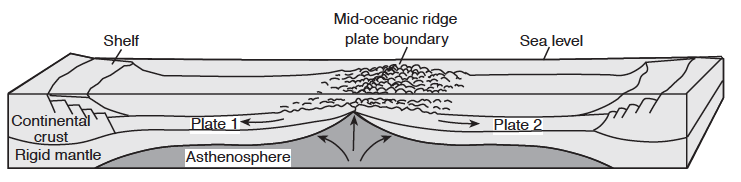 Mid-oceanic ridge
plate boundary
Shelf
Sea level
Continental
crust
Plate 1
Plate 2
Rigid mantle
Asthenosphere